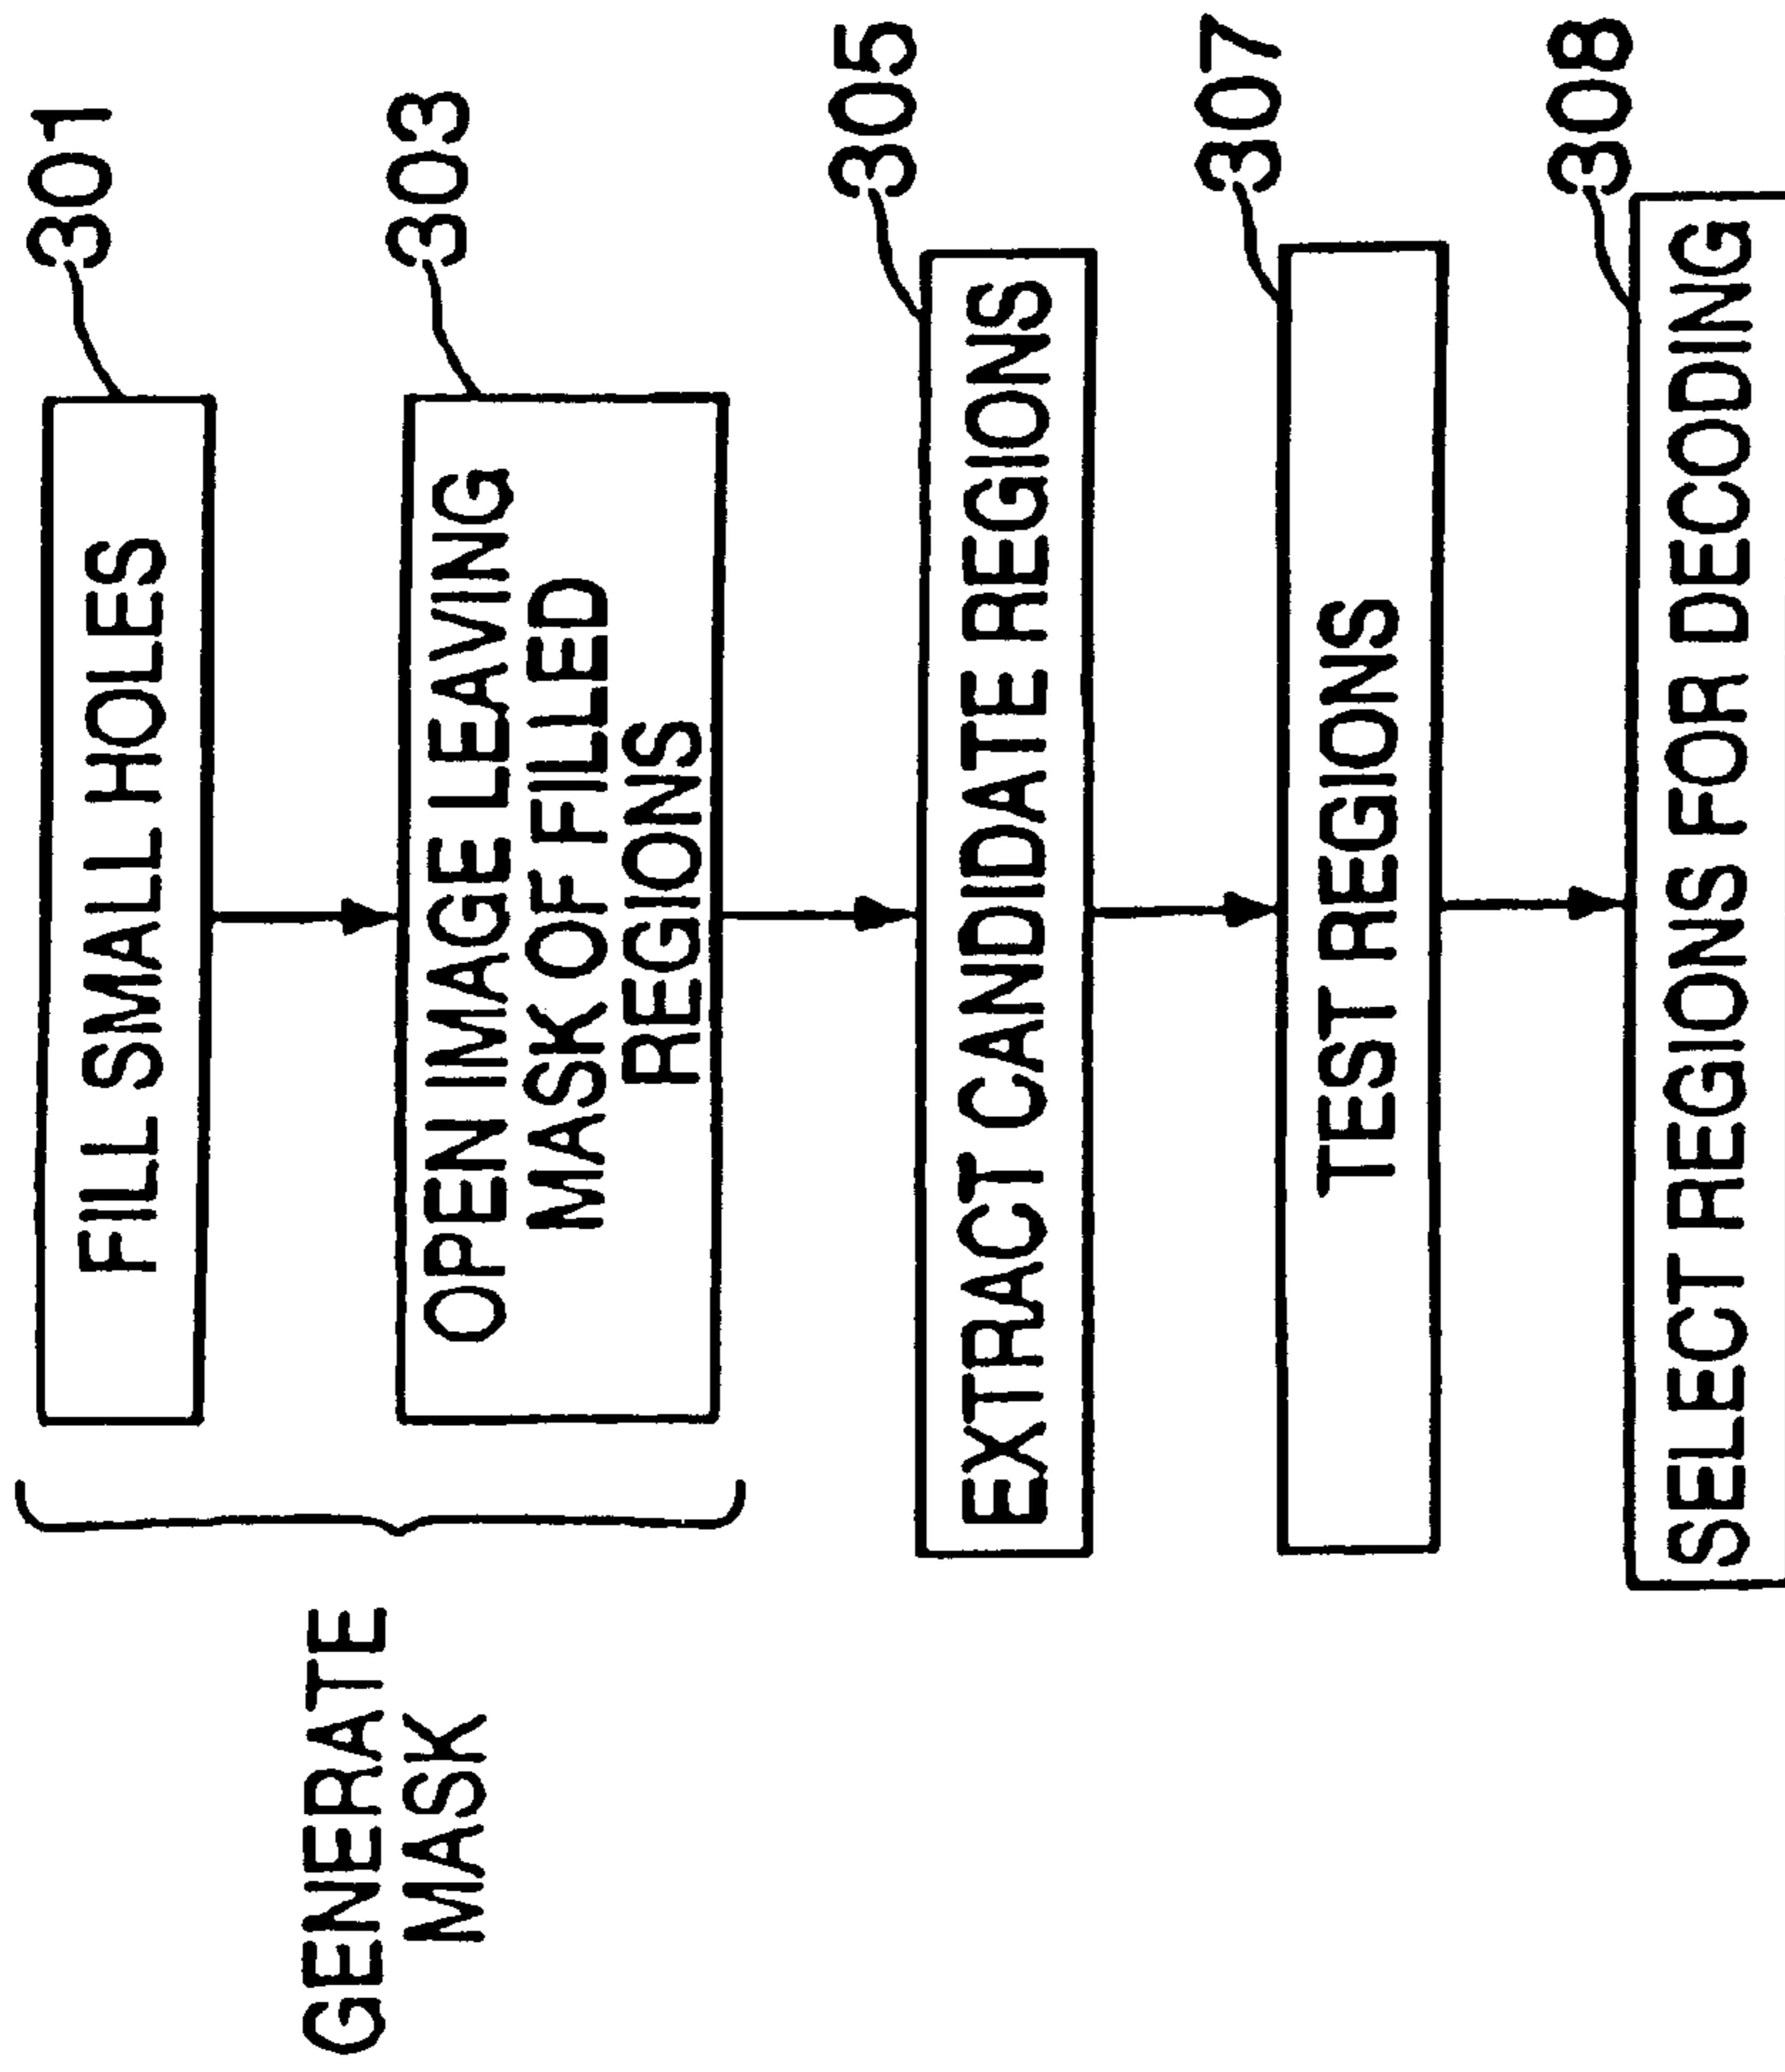 301
FILL SMALL HOLES
303
OPEN IMAGE LEAVING
MASK OF FILLED
REGIONS
GENERATE
MASK
305
EXTRACT CANDIDATE REGIONS
307
TEST REGIONS
308
SELECT REGIONS FOR DECODING